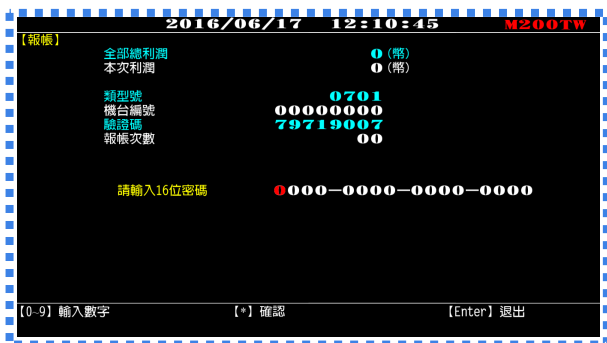 2016/06/17 12:10:45 M200TW
【報帳】
全部總利潤 0(幣)
本次利潤 0(幣)
類型號 0701
機台編號 00000000
驗證碼 79719007
報帳次數 00
請輸入16位密碼 0000-0000-0000-0000
【0~9】輸入數字 【*】確認 【Enter】退出